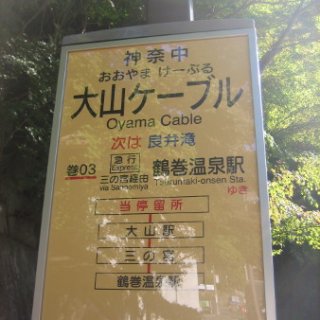 神奈中
おおやま けーぶる
大山ケーブル
Oyama Cable
次は 良弁滝
巻03 急行 Express 鶴巻温泉駅
三の宮経由 via Sannomiya Tsurumaki-onsen Sta.
ゆき
当停留所
大山駅
三の宮
鶴巻温泉駅